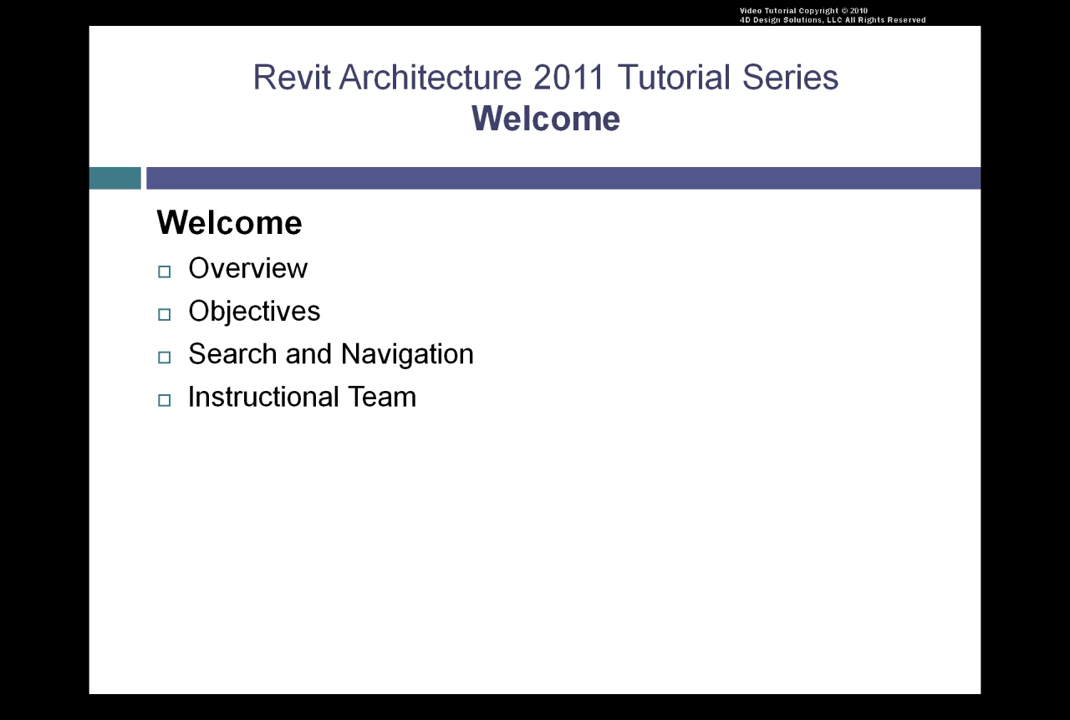 Video Tutorial Copyright © 2010
4D Design Solutions, LLC All Rights Reserved
Revit Architecture 2011 Tutorial Series
Welcome
Welcome
Overview
Objectives
Search and Navigation
Instructional Team